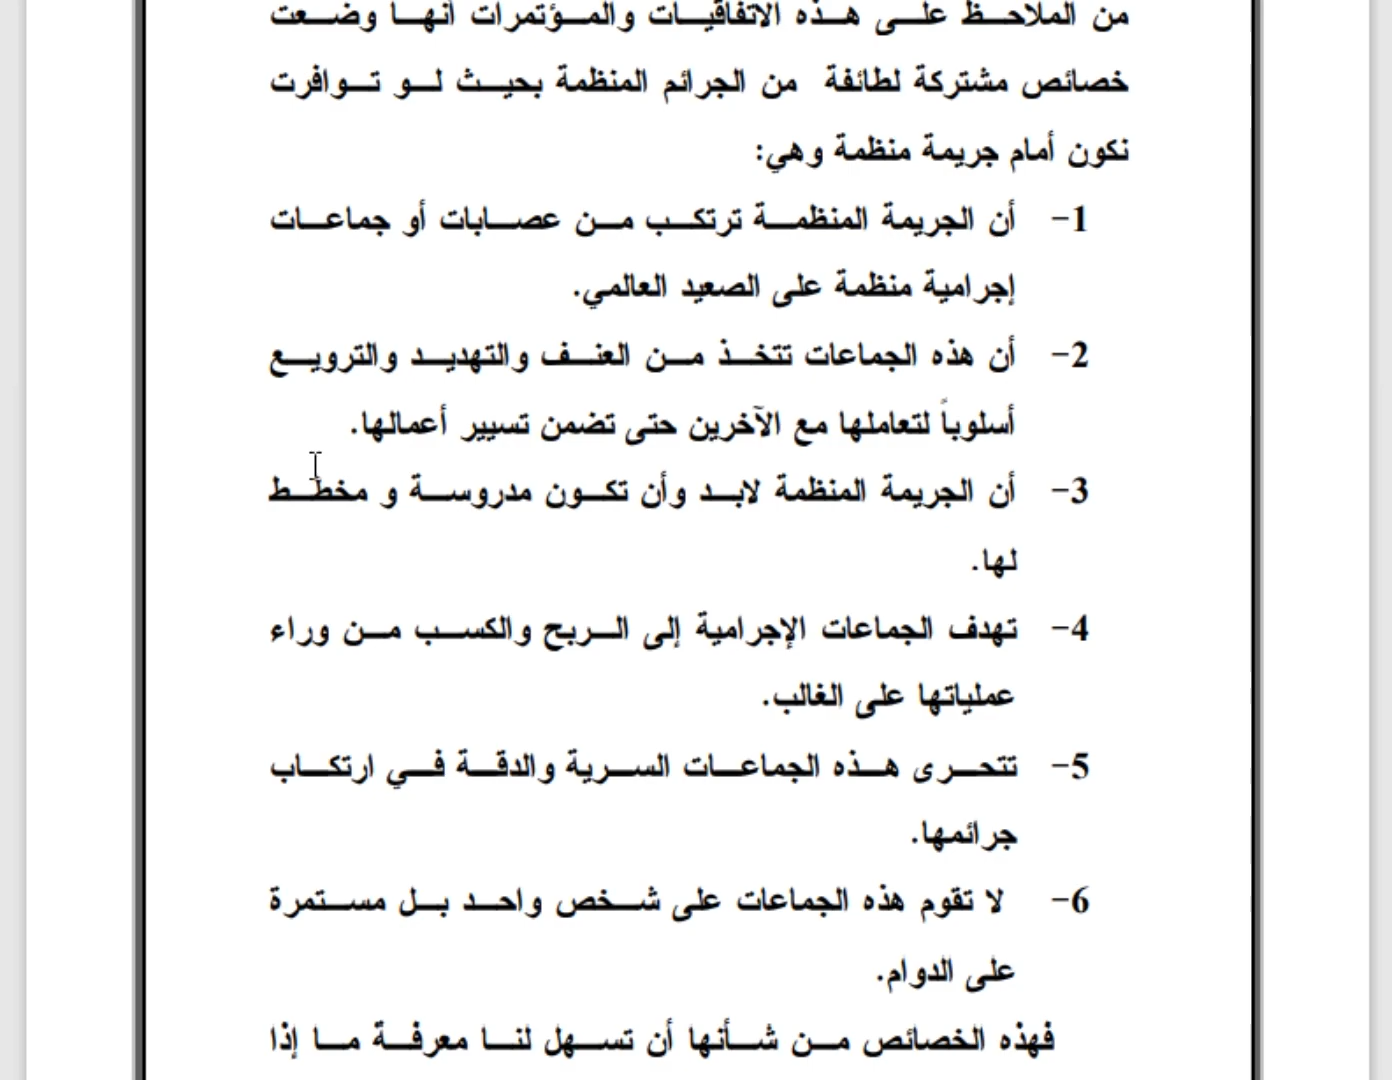 من الملاحظ على هذه الاتفاقيات والمؤتمرات أنها وضعت
خصائص مشتركة لطائفة من الجرائم المنظمة بحيث لو توافرت
نكون أمام جريمة منظمة وهي:
1- أن الجريمة المنظمة ترتكب من عصابات أو جماعات
إجرامية منظمة على الصعيد العالمي.
2- أن هذه الجماعات تتخذ من العنف والتهديد والترويع
أسلوباً لتعاملها مع الآخرين حتى تضمن تسيير أعمالها.
3- أن الجريمة المنظمة لابد وأن تكون مدروسة و مخطط
لها.
4- تهدف الجماعات الإجرامية إلى الربح والكسب من وراء
عملياتها على الغالب.
5- تتحرى هذه الجماعات السرية والدقة في ارتكاب
جرائمها.
6- لا تقوم هذه الجماعات على شخص واحد بل مستمرة
على الدوام.
فهذه الخصائص من شأنها أن تسهل لنا معرفة ما إذا